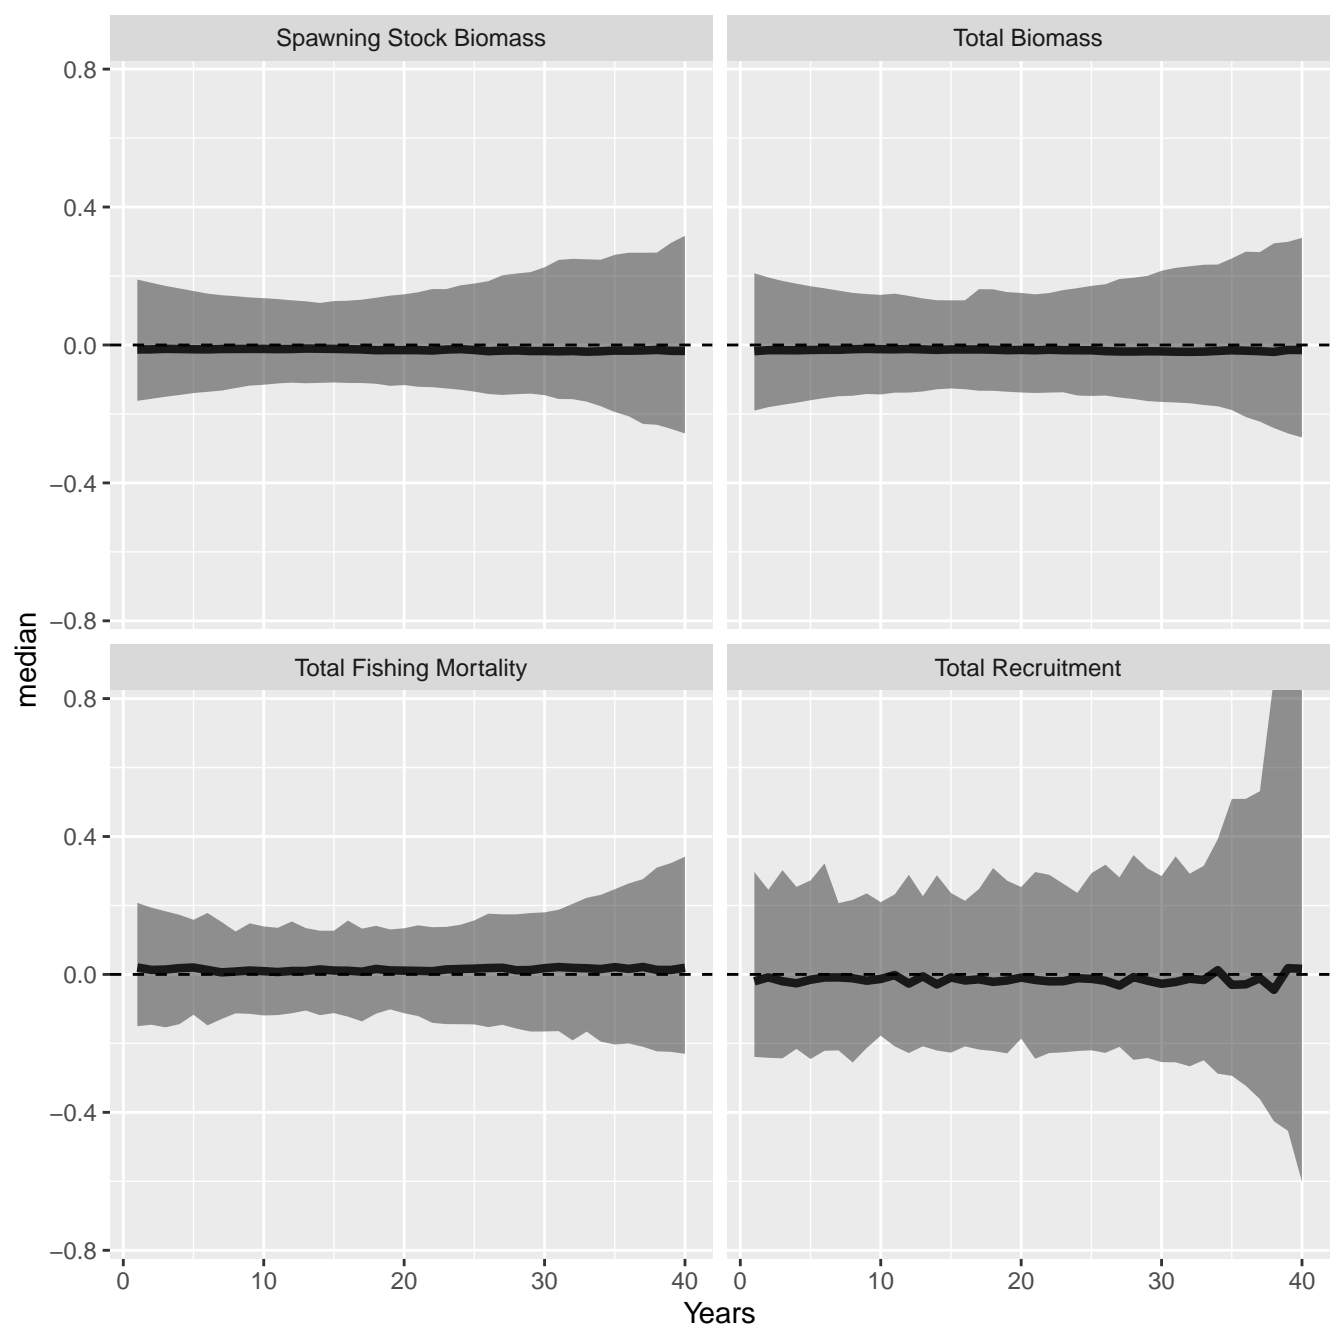 Spawning Stock Biomass
Total Biomass
0.8
0.4
0.0
−0.4
−0.8
median
Total Fishing Mortality
Total Recruitment
0.8
0.4
0.0
−0.4
−0.8
0 10 20 30 40
0 10 20 30 40
Years